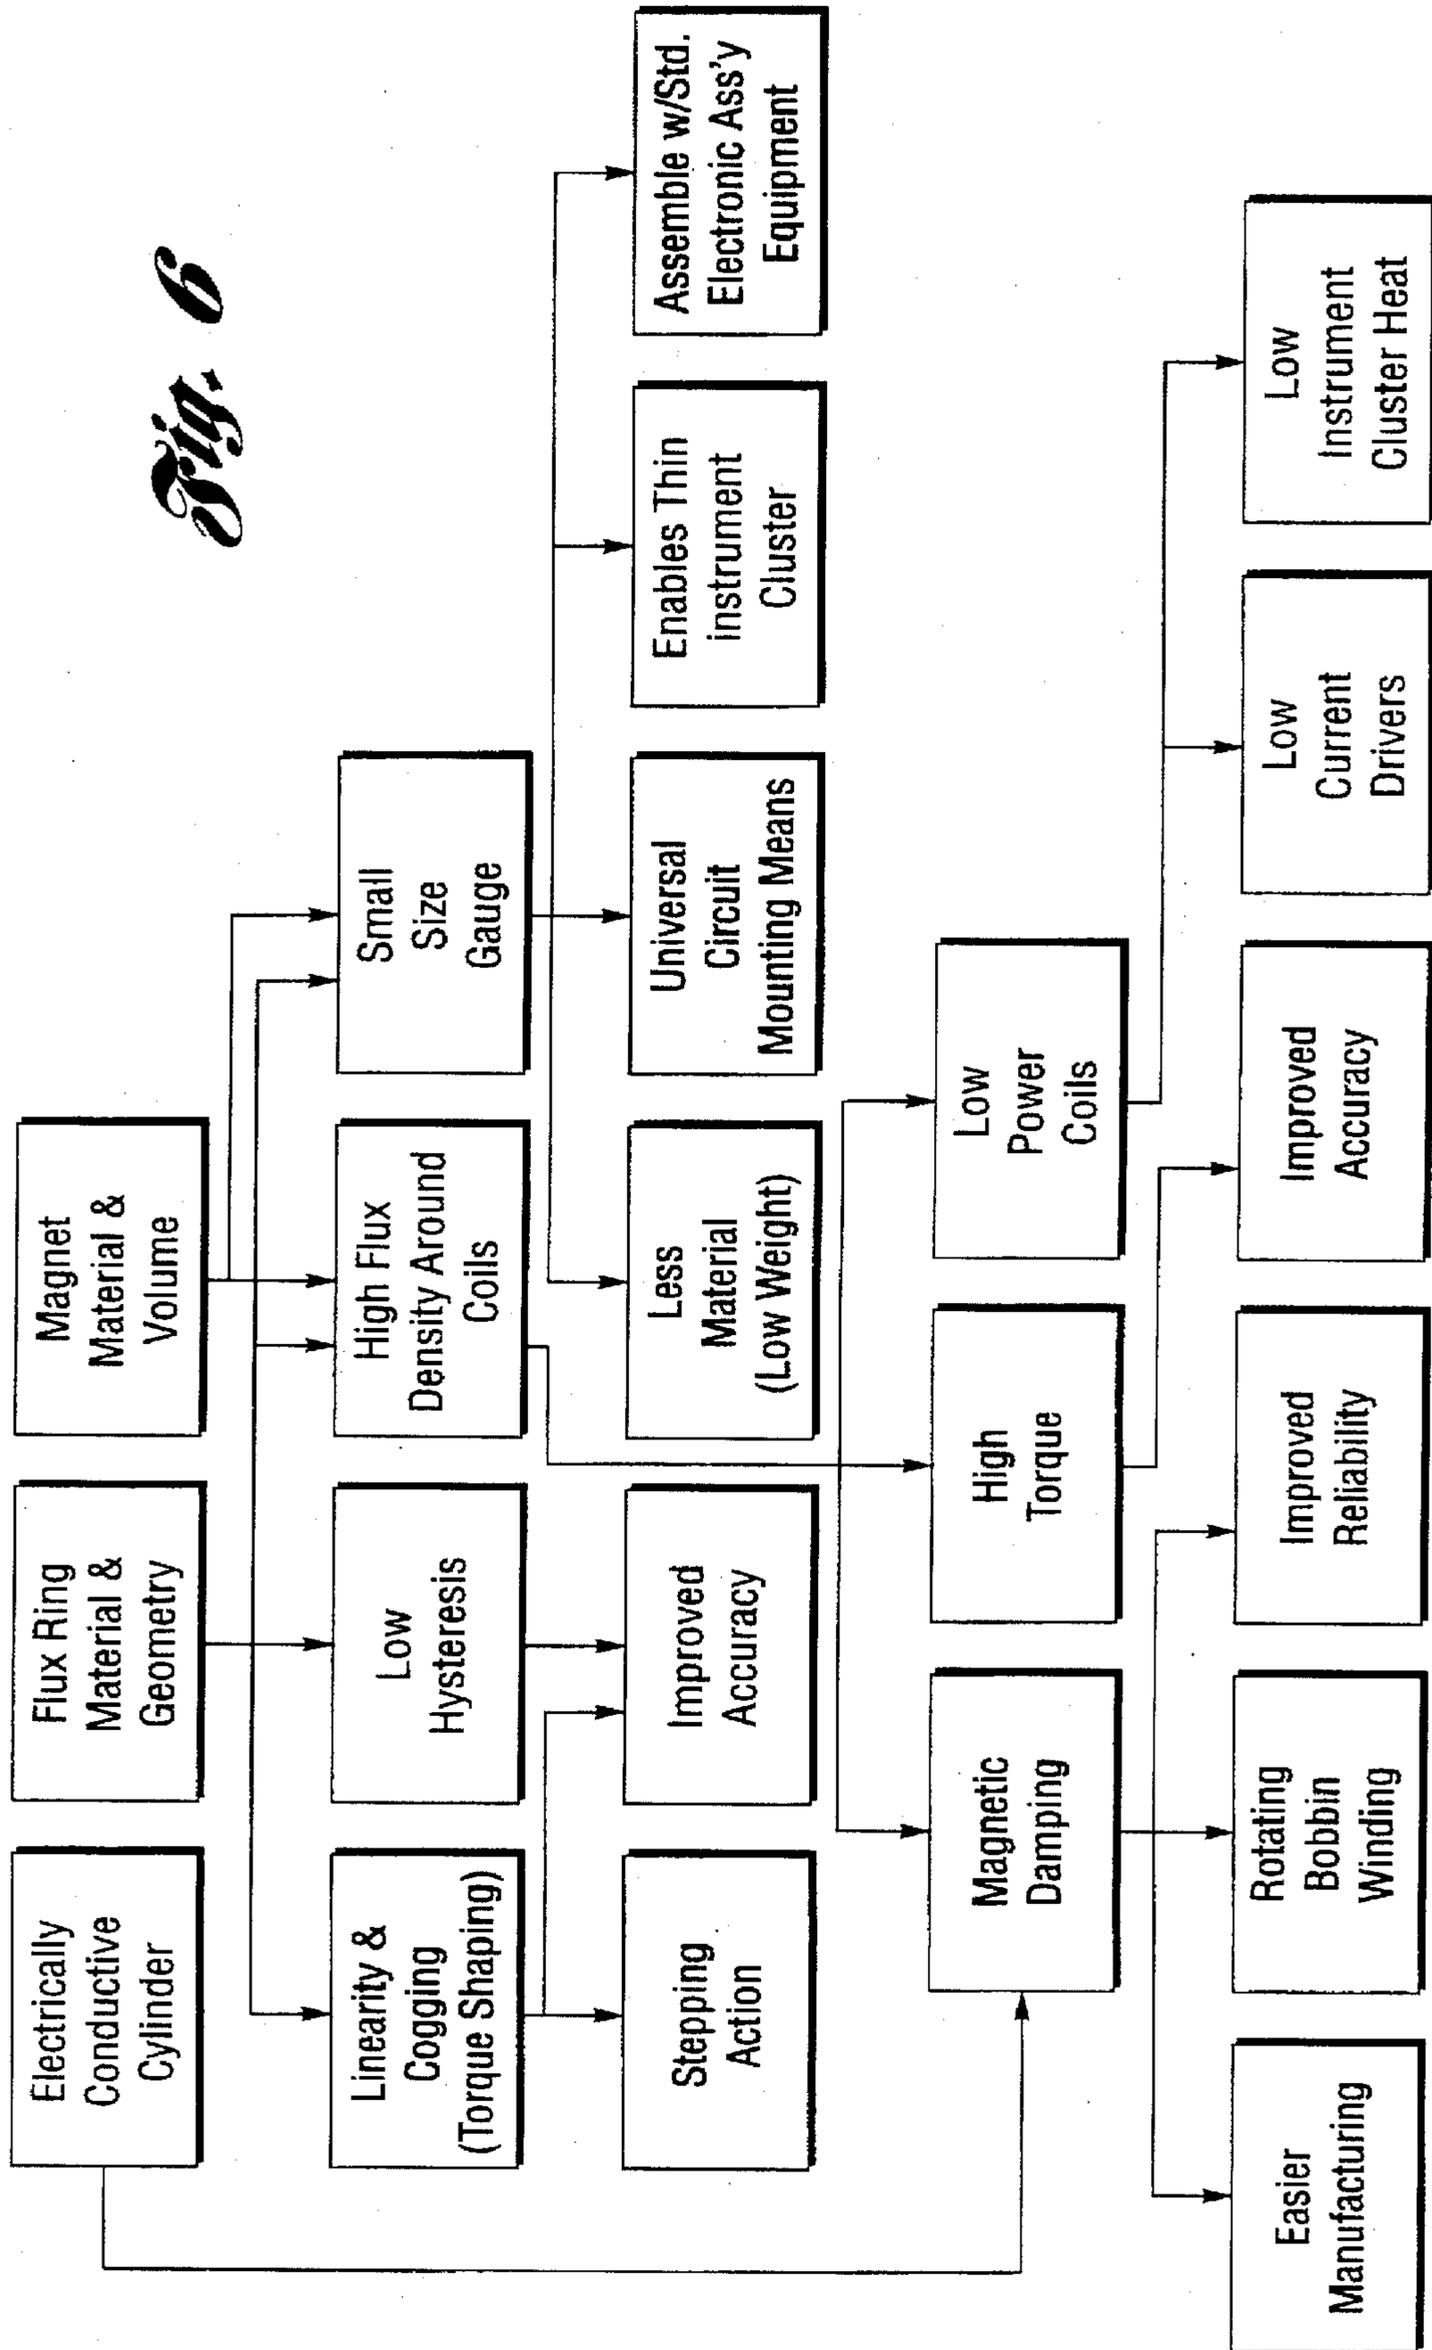 Fig. 6
Electrically
Conductive
Cylinder
Flux Ring
Material &
Geometry
Magnet
Material &
Volume
Linearity &
Cogging
(Torque Shaping)
Low
Hysteresis
High Flux
Density Around
Coils
Small
Size
Gauge
Stepping
Action
Improved
Accuracy
Less
Material
(Low Weight)
Universal
Circuit
Mounting Means
Enables Thin
instrument
Cluster
Assemble w/Std.
Electronic Ass'y
Equipment
Magnetic
Damping
High
Torque
Low
Power
Coils
Easier
Manufacturing
Rotating
Bobbin
Winding
Improved
Reliability
Improved
Accuracy
Low
Current
Drivers
Low
Instrument
Cluster Heat